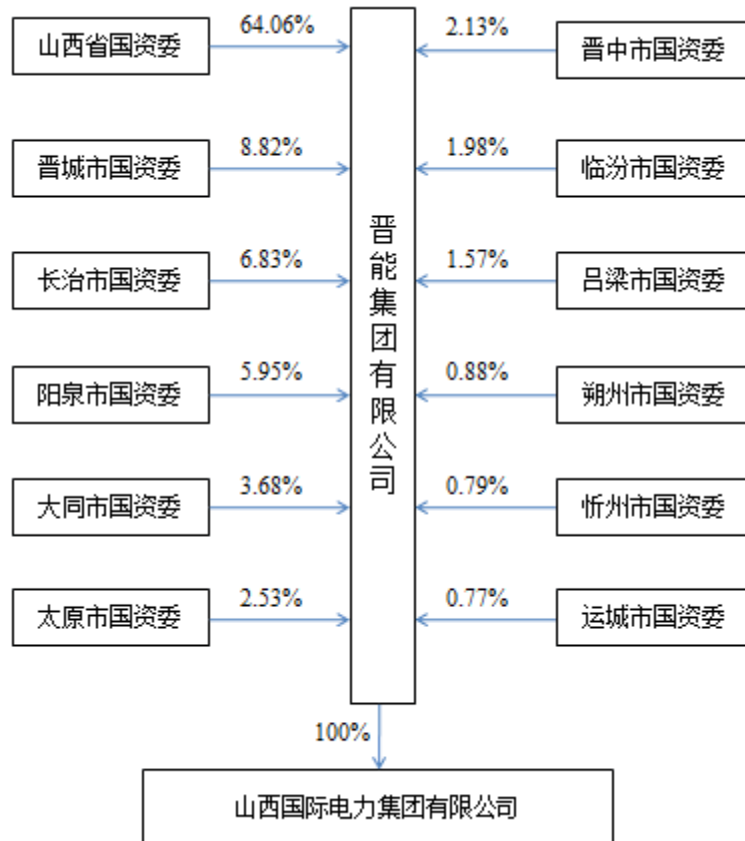 山西省国资委
64.06%
2.13%
晋中市国资委
晋城市国资委
8.82%
1.98%
临汾市国资委
长治市国资委
6.83%
1.57%
吕梁市国资委
阳泉市国资委
5.95%
0.88%
朔州市国资委
大同市国资委
3.68%
0.79%
忻州市国资委
太原市国资委
2.53%
0.77%
运城市国资委
晋能集团有限公司
100%
山西国际电力集团有限公司